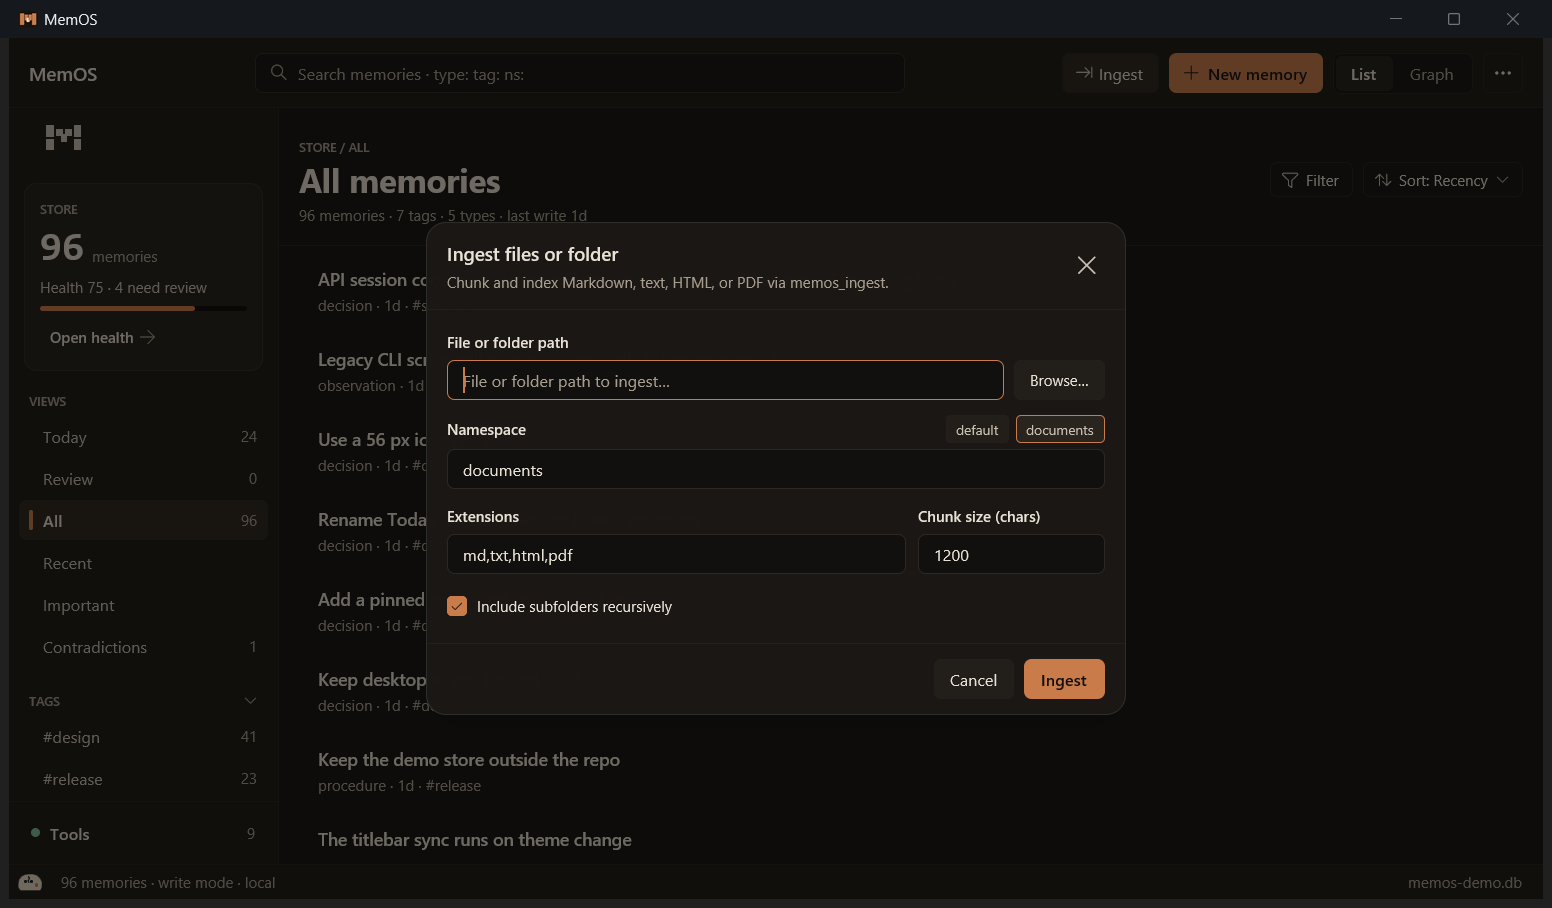 MemOS
MemOS
Search memories · type: tag: ns:
Ingest
New memory
List
Graph
STORE
96 memories
Health 75 · 4 need review
Open health
VIEWS
Today 24
Review 0
All 96
Recent
Important
Contradictions 1
TAGS
#design 41
#release 23
Tools 9
STORE / ALL
All memories
96 memories · 7 tags · 5 types · last write 1d
Filter
Sort: Recency
API session
decision · 1d
Legacy CLI
observation · 1d
Use a 56 px
decision · 1d
Rename
decision · 1d
Add a pinned
decision · 1d
Keep desktop
decision · 1d
Keep the demo store outside the repo
procedure · 1d · #release
The titlebar sync runs on theme change
Ingest files or folder
Chunk and index Markdown, text, HTML, or PDF via memos_ingest.
File or folder path
File or folder path to ingest...
Browse...
Namespace
default
documents
documents
Extensions
Chunk size (chars)
md,txt,html,pdf
1200
Include subfolders recursively
Cancel
Ingest
96 memories · write mode · local
memos-demo.db